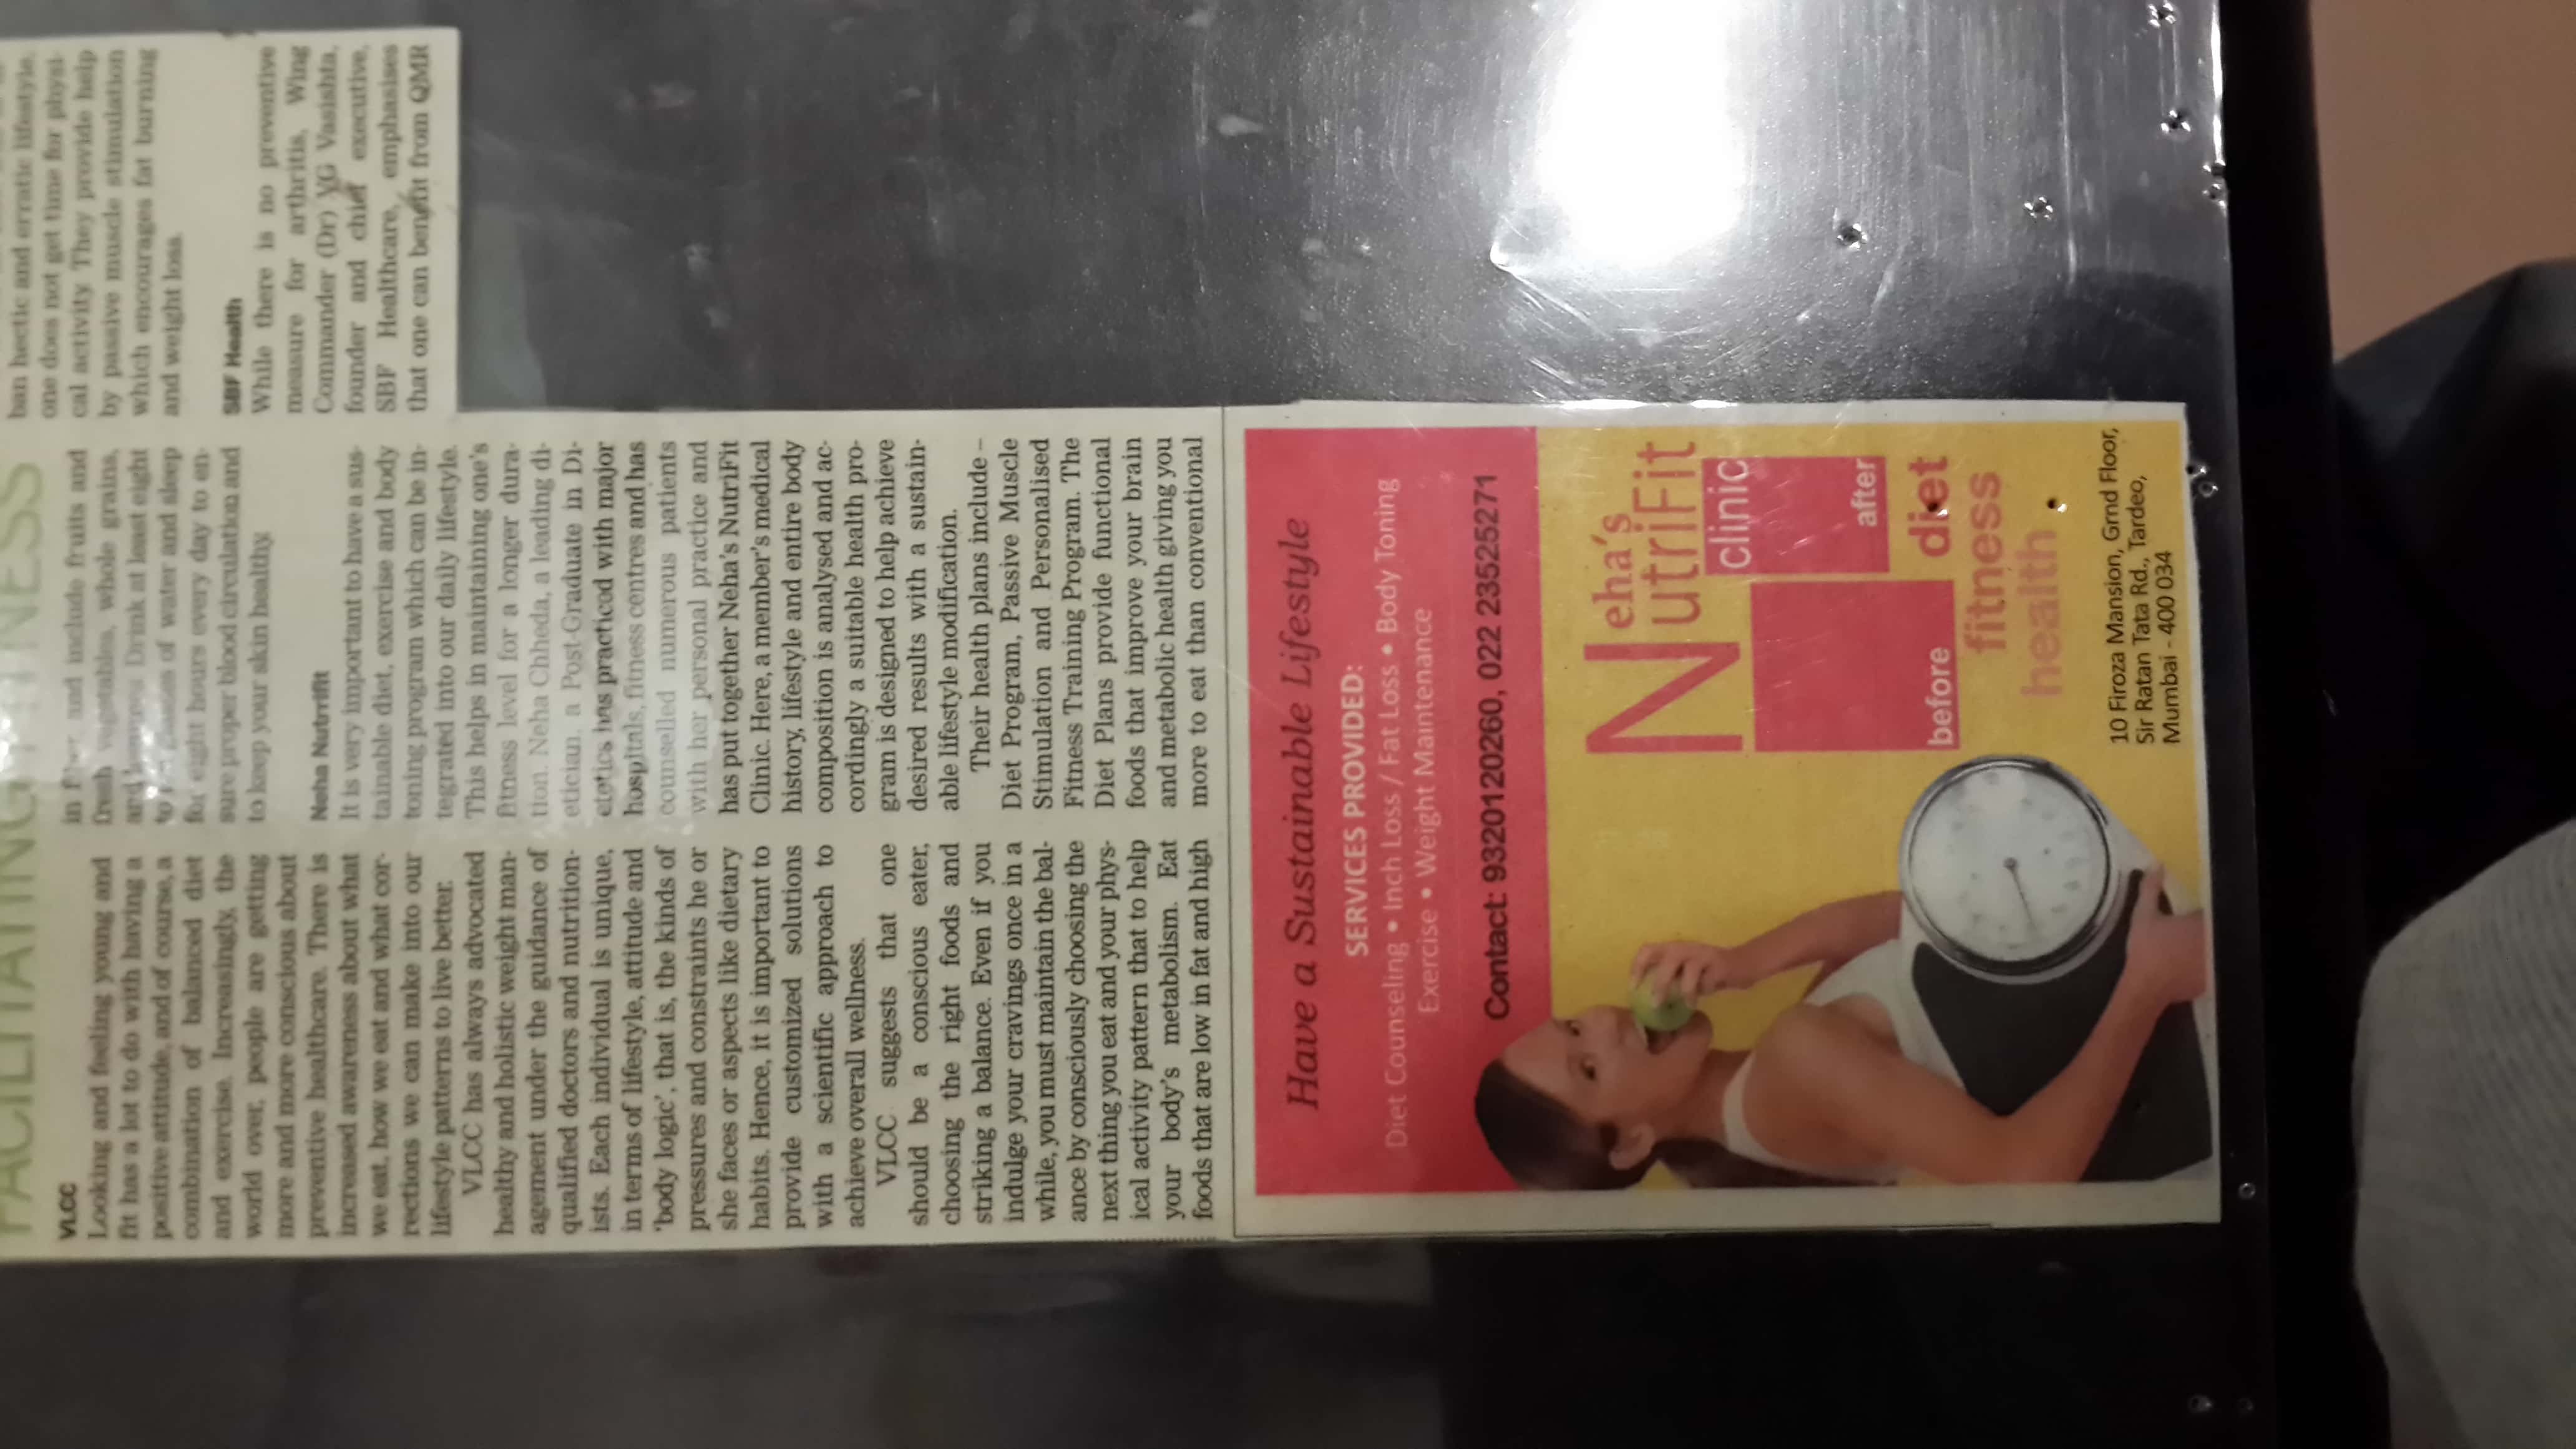 FACILITATING FITNESS
VLCC
Looking and feeling young and
fit has a lot to do with having a
positive attitude, and of course, a
combination of balanced diet
and exercise. Increasingly, the
world over, people are getting
more and more conscious about
preventive healthcare. There is
increased awareness about what
we eat, how we eat and what cor-
rections we can make into our
lifestyle patterns to live better.
VLCC has always advocated
healthy and holistic weight man-
agement under the guidance of
qualified doctors and nutrition-
ists. Each individual is unique,
in terms of lifestyle, attitude and
'body logic', that is, the kinds of
pressures and constraints he or
she faces or aspects like dietary
habits. Hence, it is important to
provide customized solutions
with a scientific approach to
achieve overall wellness.
VLCC suggests that one
should be a conscious eater,
choosing the right foods and
striking a balance. Even if you
indulge your cravings once in a
while, you must maintain the bal-
ance by consciously choosing the
next thing you eat and your phys-
ical activity pattern that to help
your body's metabolism. Eat
foods that are low in fat and high
in fiber and include fruits and
fresh vegetables, whole grains,
and Drink at least eight
to glasses of water and sleep
for eight hours every day to en-
sure proper blood circulation and
to keep your skin healthy.
Neha Nutrifit
It is very important to have a sus-
tainable diet, exercise and body
toning program which can be in-
tegrated into our daily lifestyle.
This helps in maintaining one's
fitness level for a longer dura-
tion. Neha Chheda, a leading di-
etician, a Post-Graduate in Di-
etetics has practiced with major
hospitals, fitness centres and has
counselled numerous patients
with her personal practice and
has put together Neha's NutriFit
Clinic. Here, a member's medical
history, lifestyle and entire body
composition is analysed and ac-
cordingly a suitable health pro-
gram is designed to help achieve
desired results with a sustain-
able lifestyle modification.
Their health plans include –
Diet Program, Passive Muscle
Stimulation and Personalised
Fitness Training Program. The
Diet Plans provide functional
foods that improve your brain
and metabolic health giving you
more to eat than conventional
ban hectic and erratic lifestyle,
one does not get time for physi-
cal activity. They provide help
by passive muscle stimulation
which encourages fat burning
and weight loss.
SBF Health
While there is no preventive
measure for arthritis, Wing
Commander (Dr) VG Vasishta,
founder and chief executive,
SBF Healthcare, emphasises
that one can benefit from QMR
Have a Sustainable Lifestyle
SERVICES PROVIDED:
Diet Counseling • Inch Loss / Fat Loss • Body Toning
Exercise • Weight Maintenance
Contact: 9320120260, 022 23525271
Neha's
NutriFit
clinic
before
after
diet
fitness
health
10 Firoza Mansion, Grnd Floor,
Sir Ratan Tata Rd., Tardeo,
Mumbai - 400 034